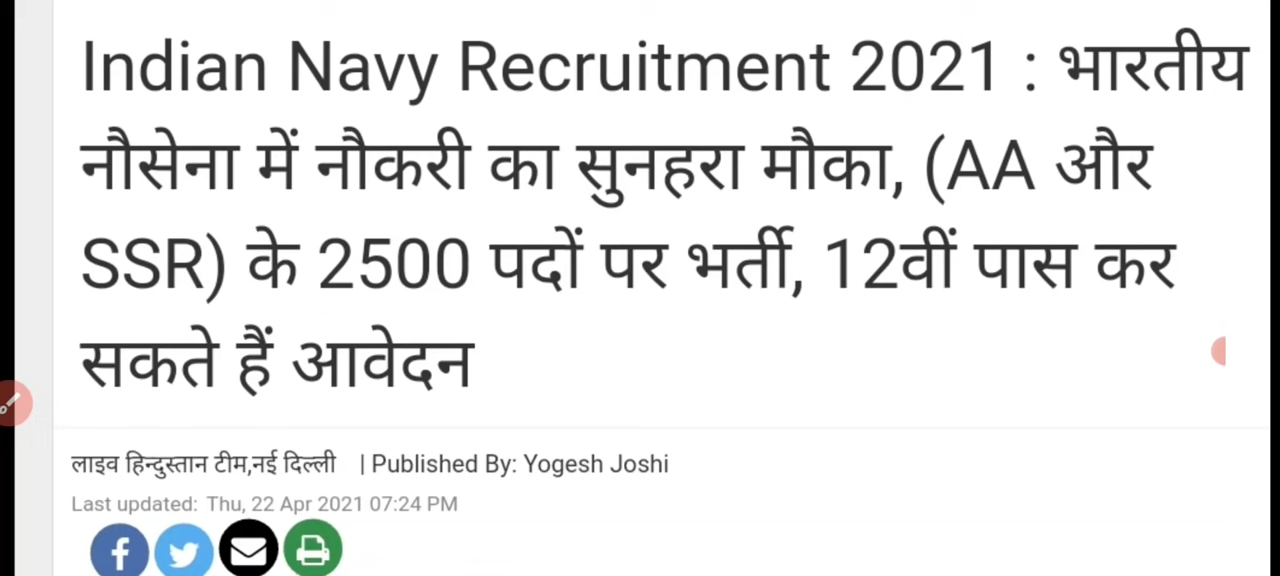 Indian Navy Recruitment 2021 : भारतीय
नौसेना में नौकरी का सुनहरा मौका, (AA और
SSR) के 2500 पदों पर भर्ती, 12वीं पास कर
सकते हैं आवेदन
लाइव हिन्दुस्तान टीम,नई दिल्ली | Published By: Yogesh Joshi
Last updated: Thu, 22 Apr 2021 07:24 PM